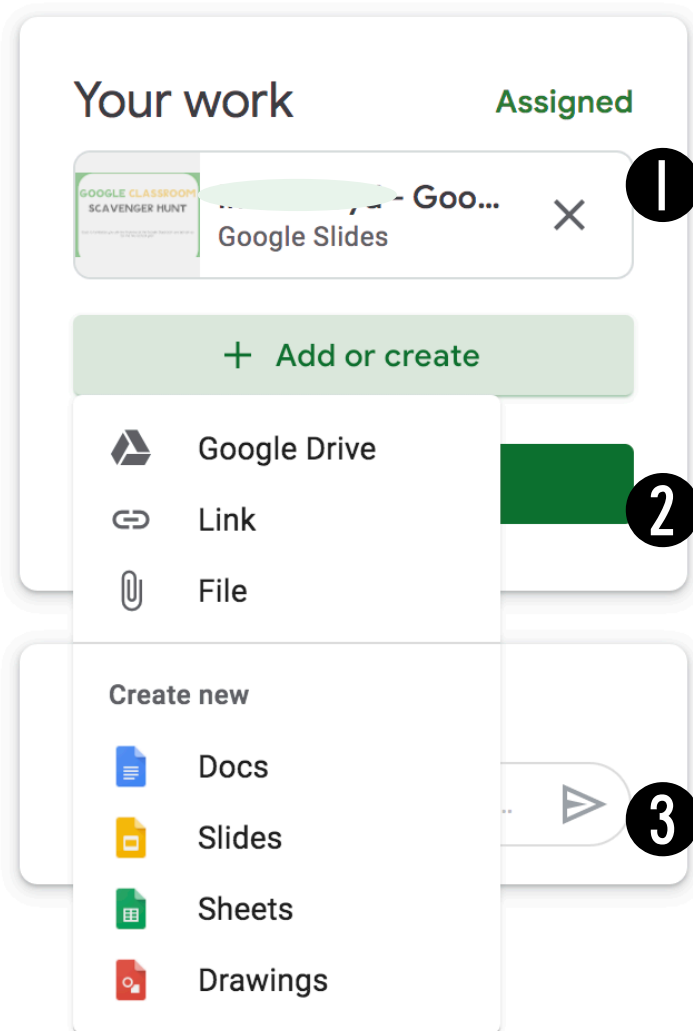 Your work
Assigned
GOOGLE CLASSROOM
SCAVENGER HUNT
- Goo...
Google Slides
1
+ Add or create
Google Drive
Link
2
File
Create new
Docs
...
3
Slides
Sheets
Drawings